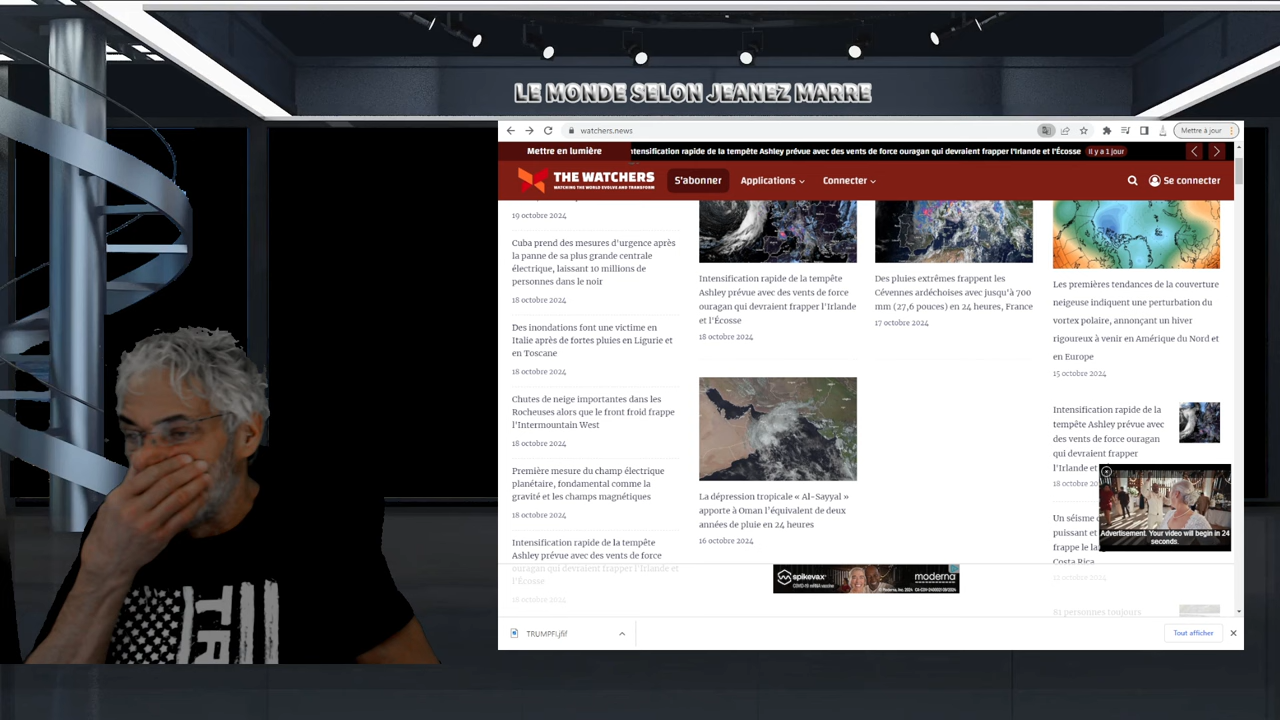 LE MONDE SELON JEANEZ MARRE
watchers.news
Mettre à jour
Mettre en lumière
ntensification rapide de la tempête Ashley prévue avec des vents de force ouragan qui devraient frapper l'Irlande et l'Écosse
Il y a 1 jour
THE WATCHERS
WATCHING THE WORLD EVOLVE AND TRANSFORM
S'abonner
Applications
Connecter
Se connecter
19 octobre 2024
Cuba prend des mesures d'urgence après
la panne de sa plus grande centrale
électrique, laissant 10 millions de
personnes dans le noir
18 octobre 2024
Des inondations font une victime en
Italie après de fortes pluies en Ligurie et
en Toscane
18 octobre 2024
Chutes de neige importantes dans les
Rocheuses alors que le front froid frappe
l'Intermountain West
18 octobre 2024
Première mesure du champ électrique
planétaire, fondamental comme la
gravité et les champs magnétiques
18 octobre 2024
Intensification rapide de la tempête
Ashley prévue avec des vents de force
ouragan qui devraient frapper l'Irlande et
l'Écosse
18 octobre 2024
Intensification rapide de la tempête
Ashley prévue avec des vents de force
ouragan qui devraient frapper l'Irlande
et l'Écosse
18 octobre 2024
La dépression tropicale « Al-Sayyal »
apporte à Oman l'équivalent de deux
années de pluie en 24 heures
16 octobre 2024
Des pluies extrêmes frappent les
Cévennes ardéchoises avec jusqu'à 700
mm (27,6 pouces) en 24 heures, France
17 octobre 2024
Les premières tendances de la couverture
neigeuse indiquent une perturbation du
vortex polaire, annonçant un hiver
rigoureux à venir en Amérique du Nord et
en Europe
15 octobre 2024
Intensification rapide de la
tempête Ashley prévue avec
des vents de force ouragan
qui devraient frapper
l'Irlande et
18 octobre 202
Un séisme
puissant et
frappe le la
Costa Rica
81 personnes toujours
Advertisement. Your video will begin in 24
seconds.
spikevax
COVID-19 mRNA vaccine
moderna
TRUMPFI.jfif
Tout afficher